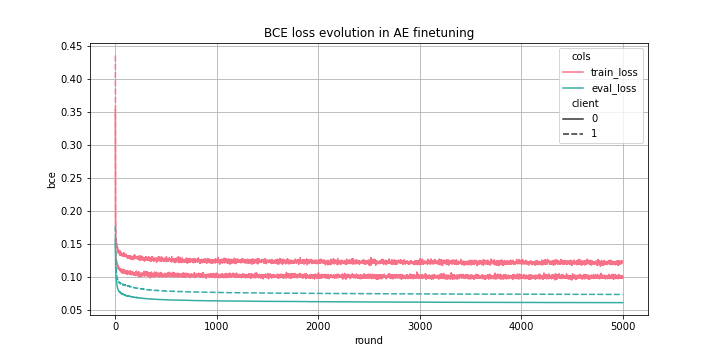 BCE loss evolution in AE finetuning
cols
train_loss
eval_loss
client
0
1
bce
0.45
0.40
0.35
0.30
0.25
0.20
0.15
0.10
0.05
0 1000 2000 3000 4000 5000
round